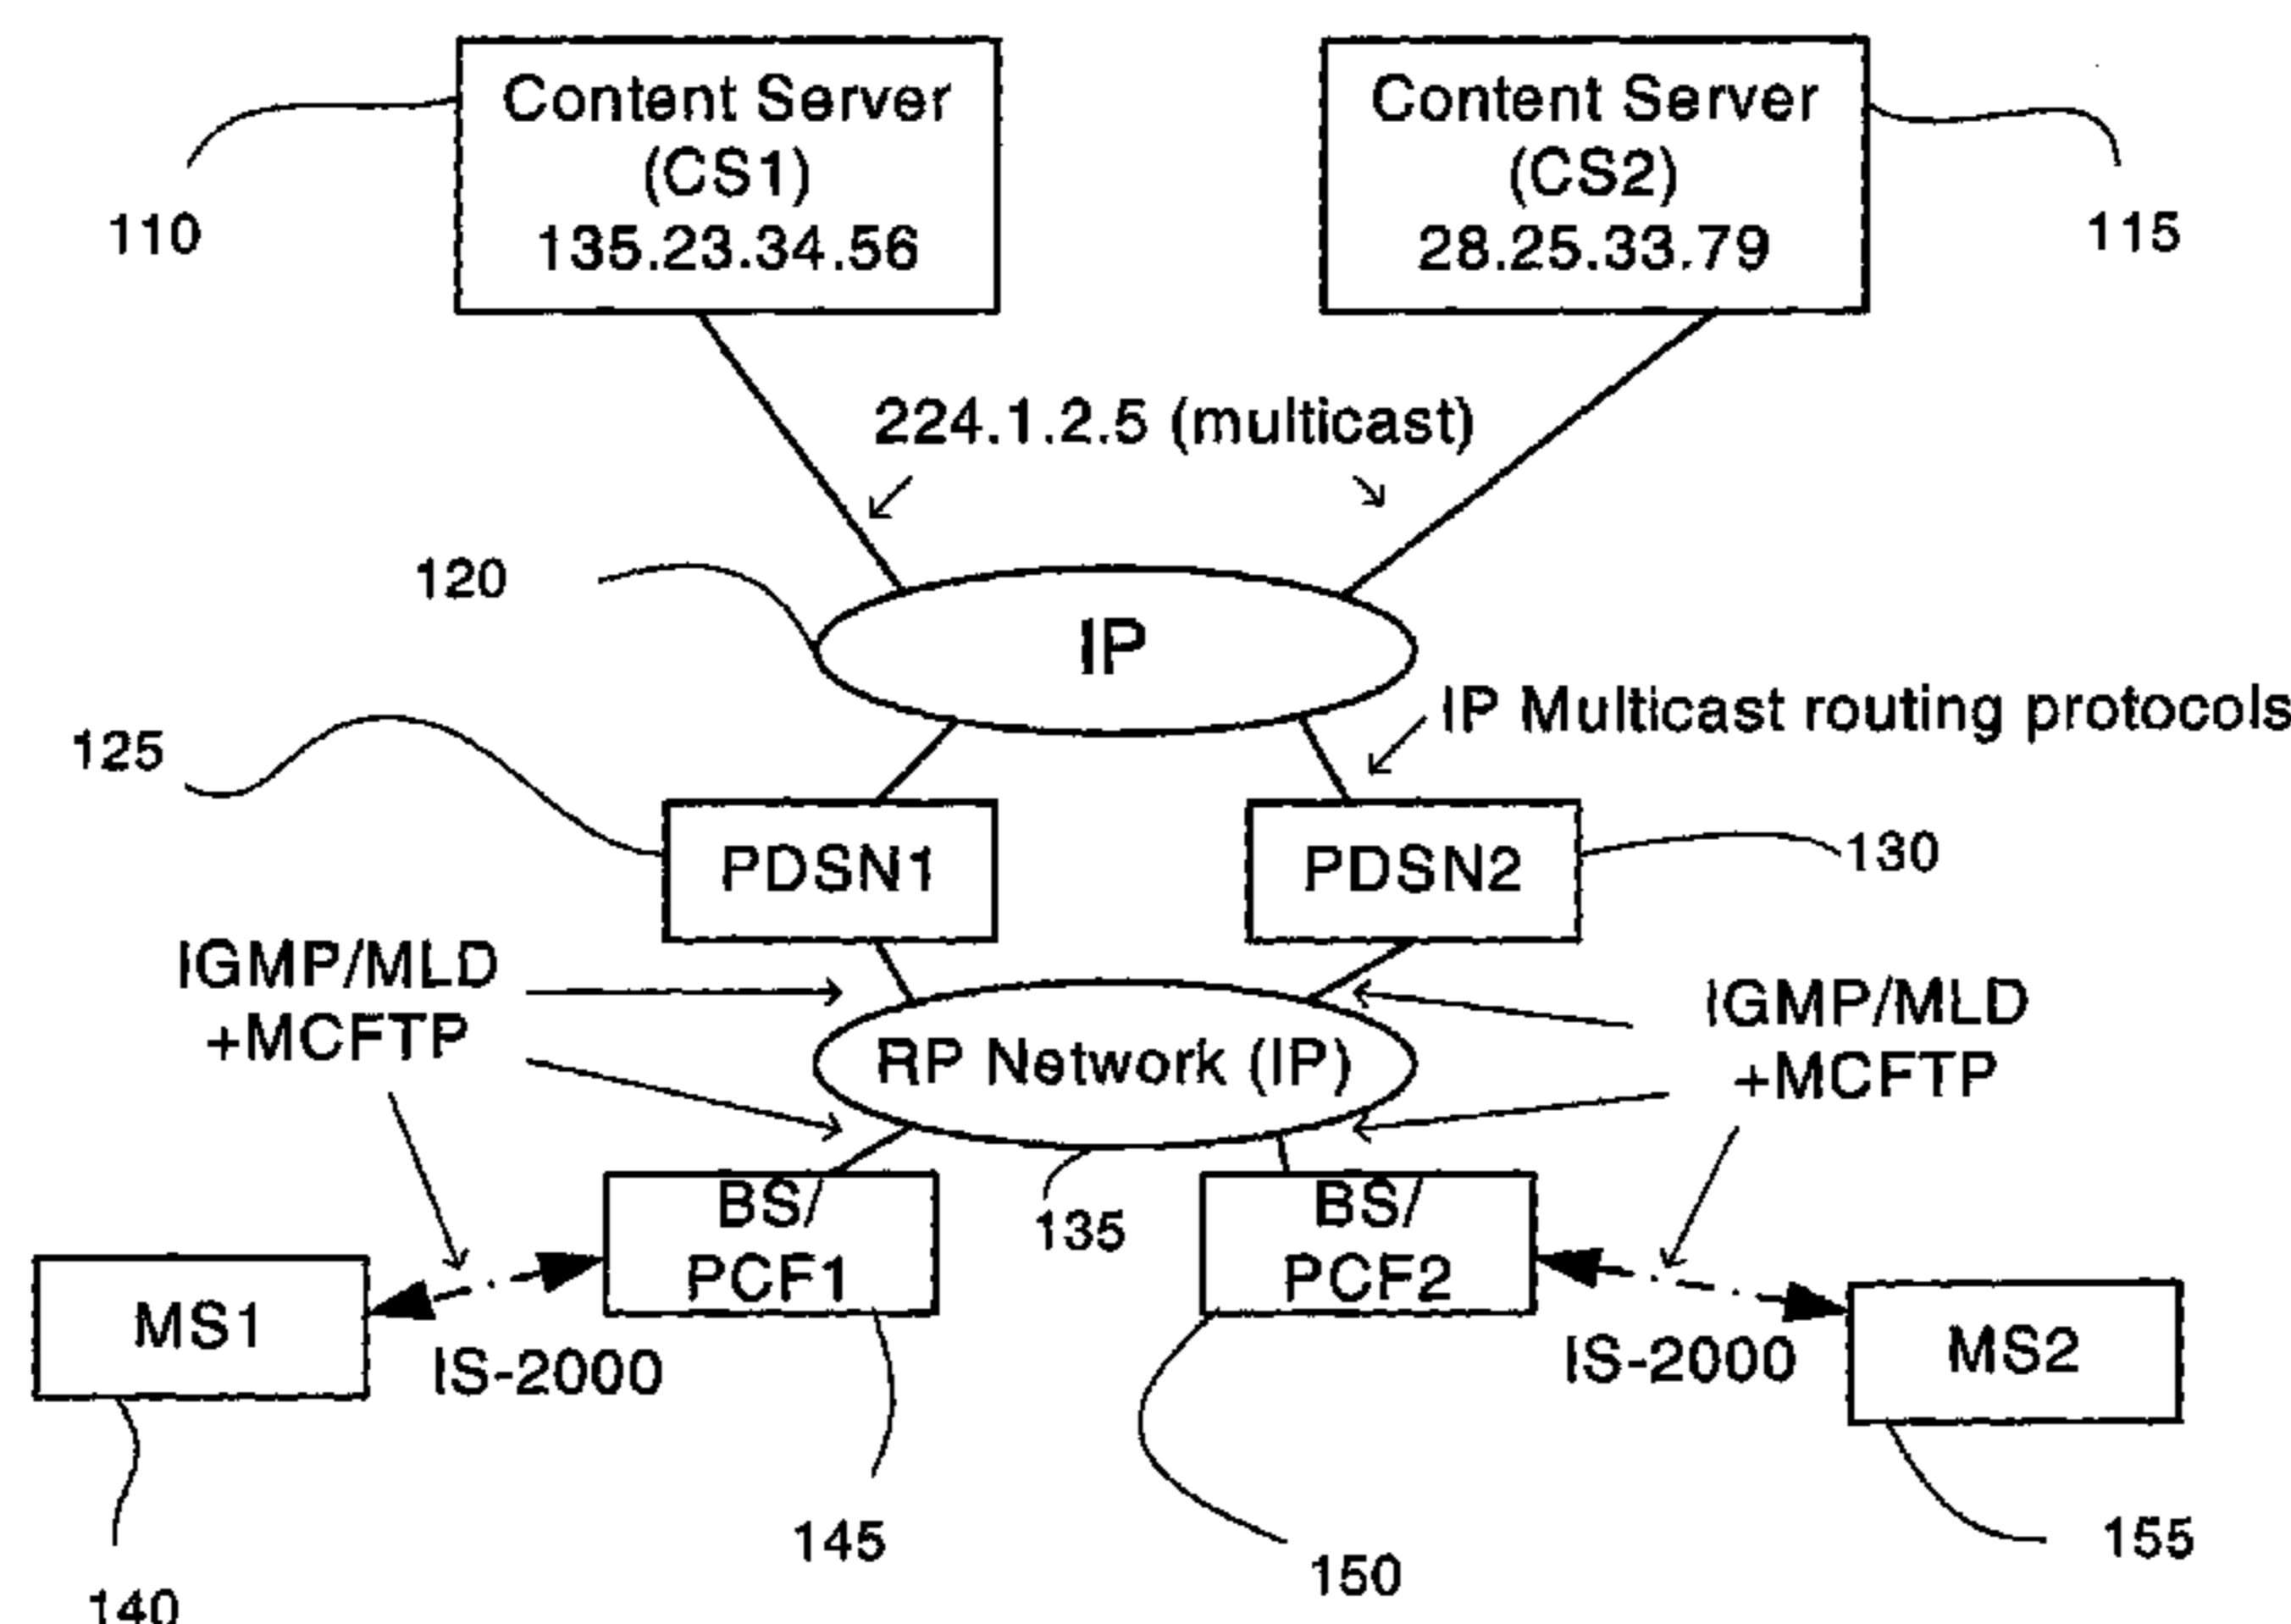 Content Server
(CS1)
135.23.34.56
Content Server
(CS2)
28.25.33.79
110
115
224.1.2.5 (multicast)
120
IP
IP Multicast routing protocols
125
PDSN1
PDSN2
130
IGMP/MLD
+MCFTP
RP Network (IP)
IGMP/MLD
+MCFTP
135
BS/
PCF1
BS/
PCF2
MS1
IS-2000
IS-2000
MS2
145
150
155
140